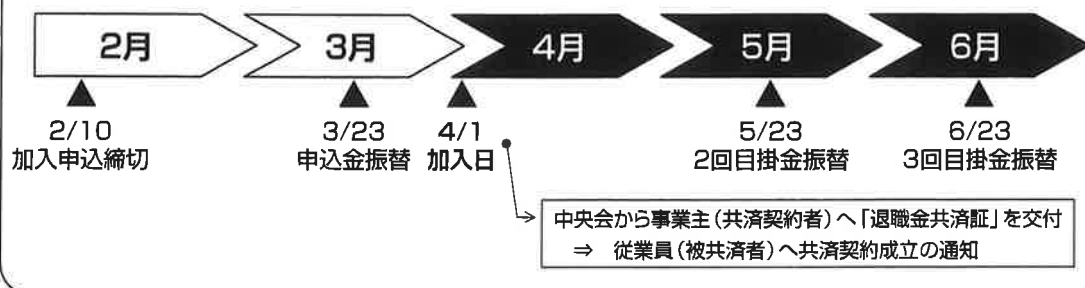 2月 3月 4月 5月 6月
2/10 3/23 4/1 5/23 6/23
加入申込締切 申込金振替 加入日 2回目掛金振替 3回目掛金振替
中央会から事業主(共済契約者)へ「退職金共済証」を交付
⇒ 従業員(被共済者)へ共済契約成立の通知